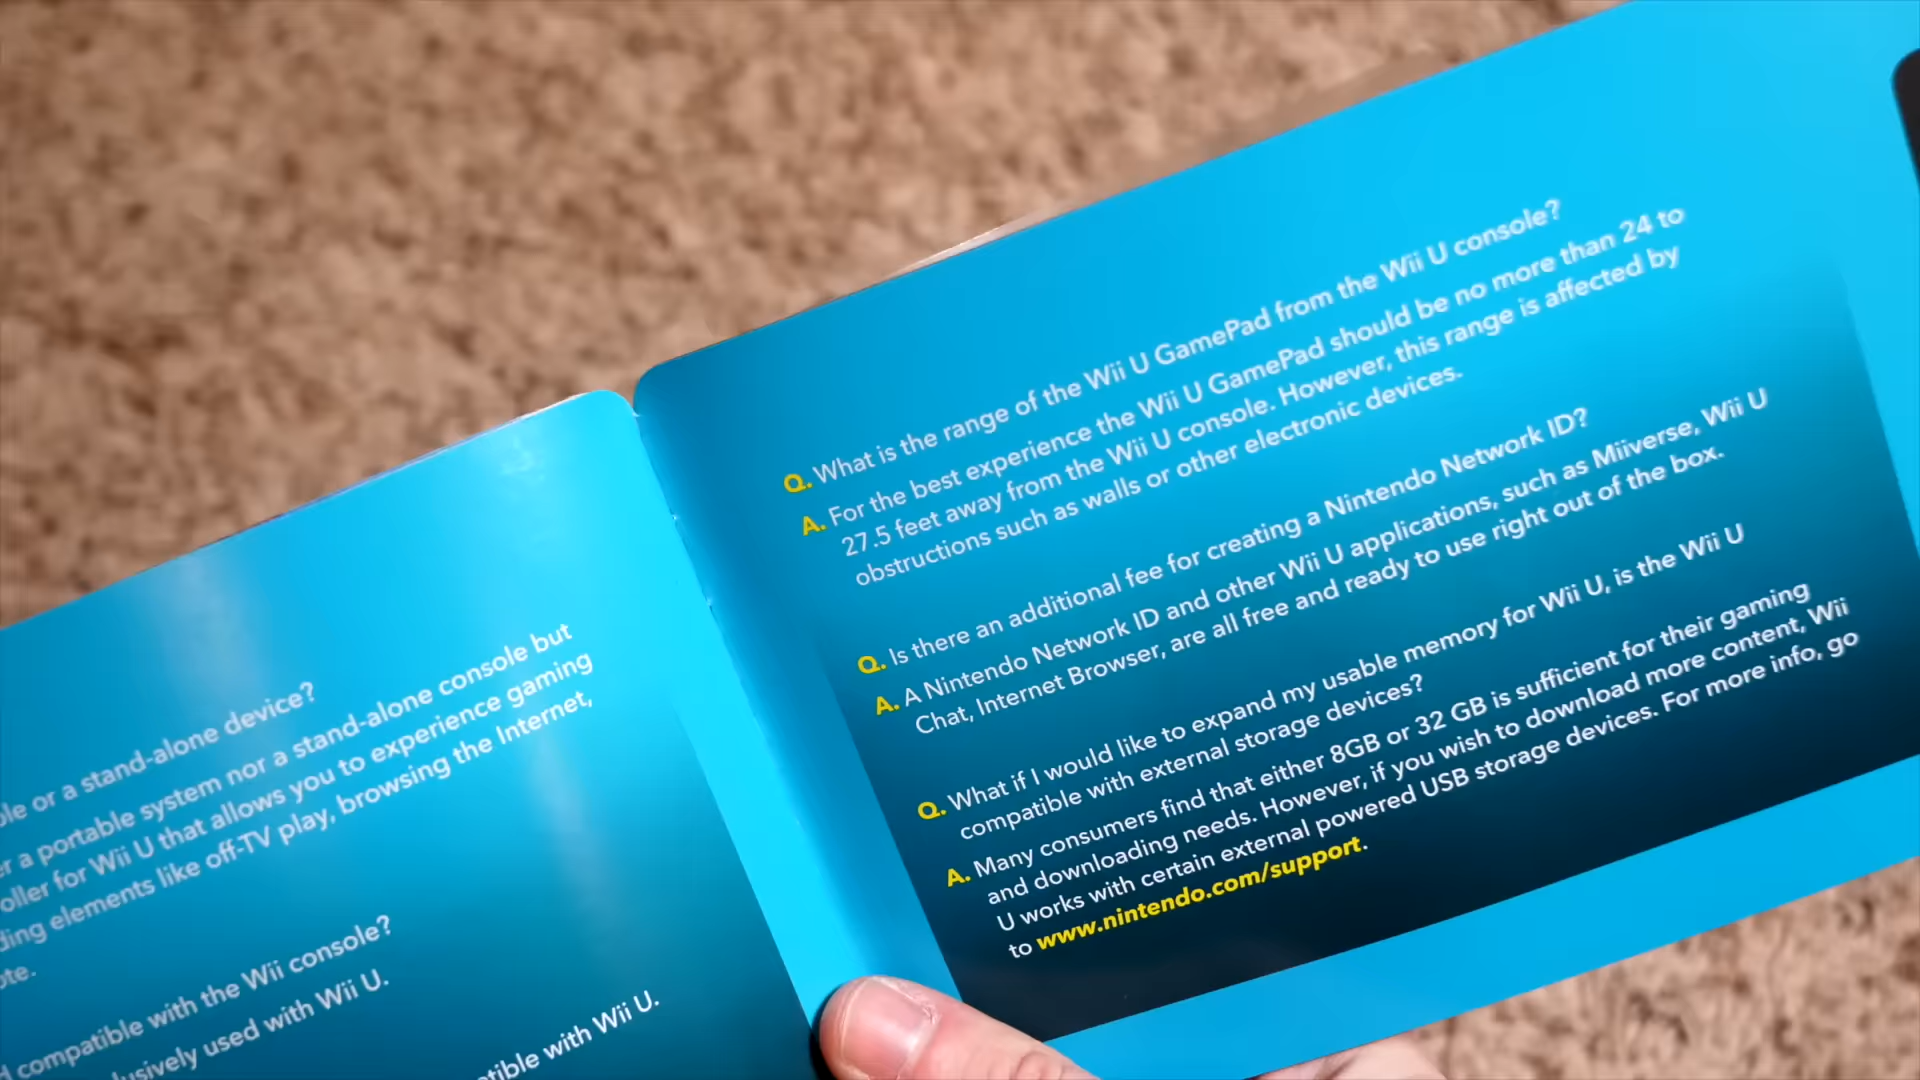 or a stand-alone device?
a portable system nor a stand-alone console but
for Wii U that allows you to experience gaming
elements like off-TV play, browsing the Internet,
compatible with the Wii console?
used with Wii U.
with Wii U.
Q. What is the range of the Wii U GamePad from the Wii U console?
A. For the best experience the Wii U GamePad should be no more than 24 to
27.5 feet away from the Wii U console. However, this range is affected by
obstructions such as walls or other electronic devices.
Q. Is there an additional fee for creating a Nintendo Network ID?
A. A Nintendo Network ID and other Wii U applications, such as Miiverse, Wii U
Chat, Internet Browser, are all free and ready to use right out of the box.
Q. What if I would like to expand my usable memory for Wii U, is the Wii U
compatible with external storage devices?
A. Many consumers find that either 8GB or 32 GB is sufficient for their gaming
and downloading needs. However, if you wish to download more content, Wii
U works with certain external powered USB storage devices. For more info, go
to www.nintendo.com/support.